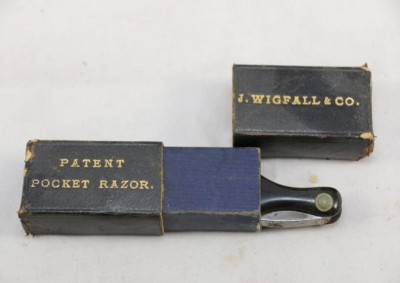 PATENT
POCKET RAZOR.
J. WIGFALL & CO.